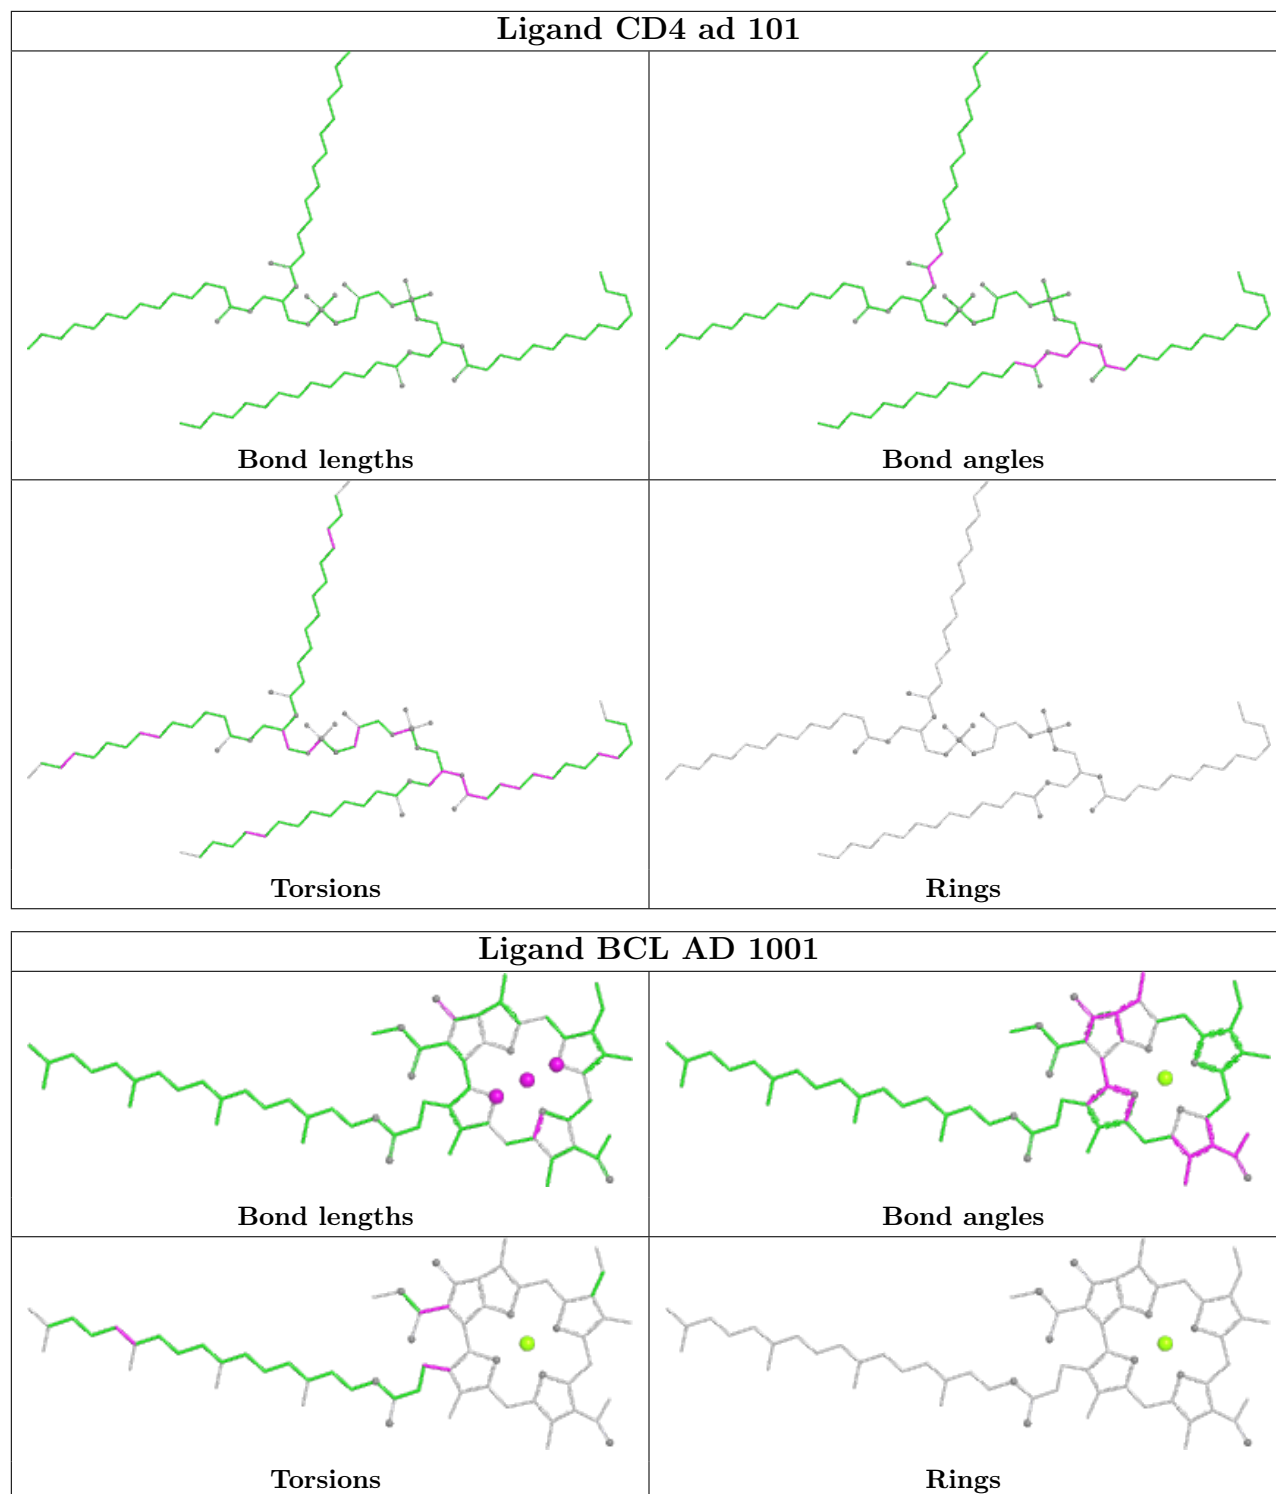 Ligand CD4 ad 101
Bond lengths
Bond angles
Torsions
Rings
Ligand BCL AD 1001
Bond lengths
Bond angles
Torsions
Rings